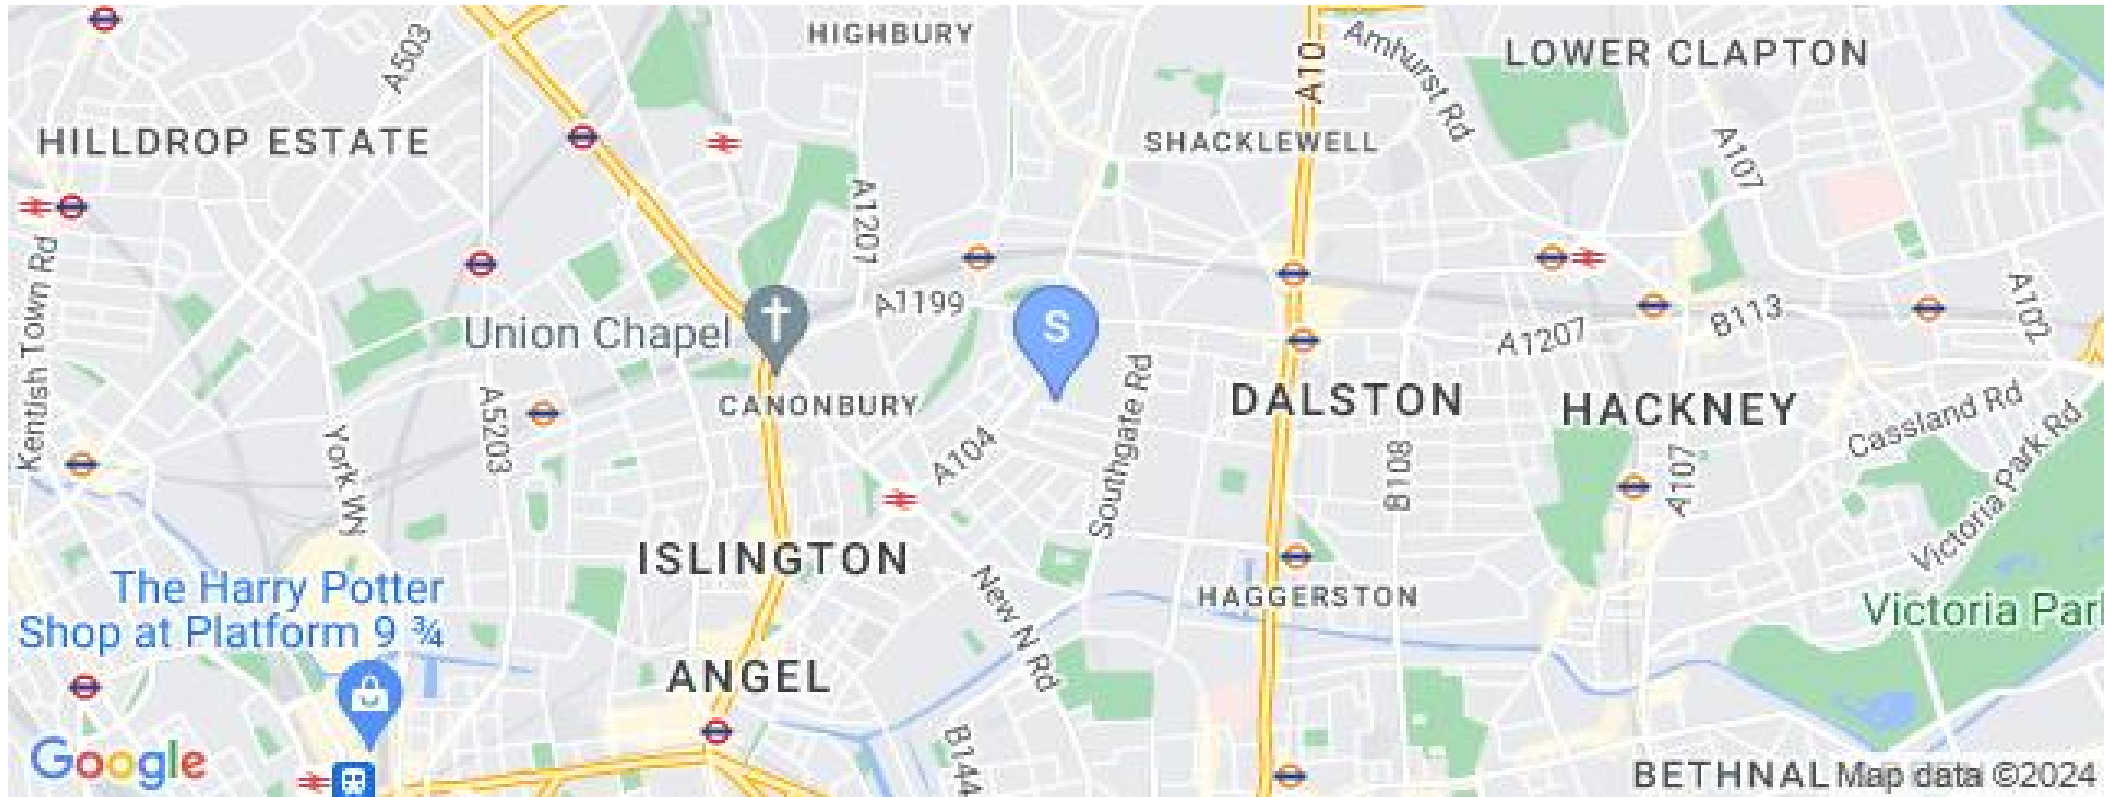 HIGHBURY
LOWER CLAPTON
A503
A10
Amhurst Rd
HILLDROP ESTATE
SHACKLEWELL
A107
A1207
Kentish Town Rd
A1199
A102
Union Chapel
S
A1207
B113
CANONBURY
DALSTON
HACKNEY
Cassland Rd
A5203
York Wy
A104
Southgate Rd
B108
A107
Victoria Park Rd
ISLINGTON
The Harry Potter
Shop at Platform 9 ¾
New N Rd
HAGGERSTON
Victoria Parl
ANGEL
B144
Google
BETHNAL
Map data ©2024